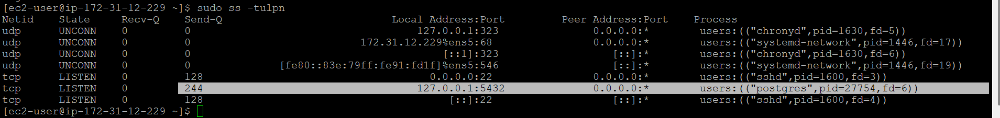 [ec2-user@ip-172-31-12-229 ~]$ sudo ss -tulpn
Netid State Recv-Q Send-Q Local Address:Port Peer Address:Port Process
udp UNCONN 0 0 127.0.0.1:323 0.0.0.0:* users:(("chronyd",pid=1630,fd=5))
udp UNCONN 0 0 172.31.12.229%ens5:68 0.0.0.0:* users:(("systemd-network",pid=1446,fd=17))
udp UNCONN 0 0 [::1]:323 [::]:* users:(("chronyd",pid=1630,fd=6))
udp UNCONN 0 0 [fe80::83e:79ff:fe91:fd1f]%ens5:546 [::]:* users:(("systemd-network",pid=1446,fd=19))
tcp LISTEN 0 128 0.0.0.0:22 0.0.0.0:* users:(("sshd",pid=1600,fd=3))
tcp LISTEN 0 244 127.0.0.1:5432 0.0.0.0:* users:(("postgres",pid=27754,fd=6))
tcp LISTEN 0 128 [::]:22 [::]:* users:(("sshd",pid=1600,fd=4))
[ec2-user@ip-172-31-12-229 ~]$